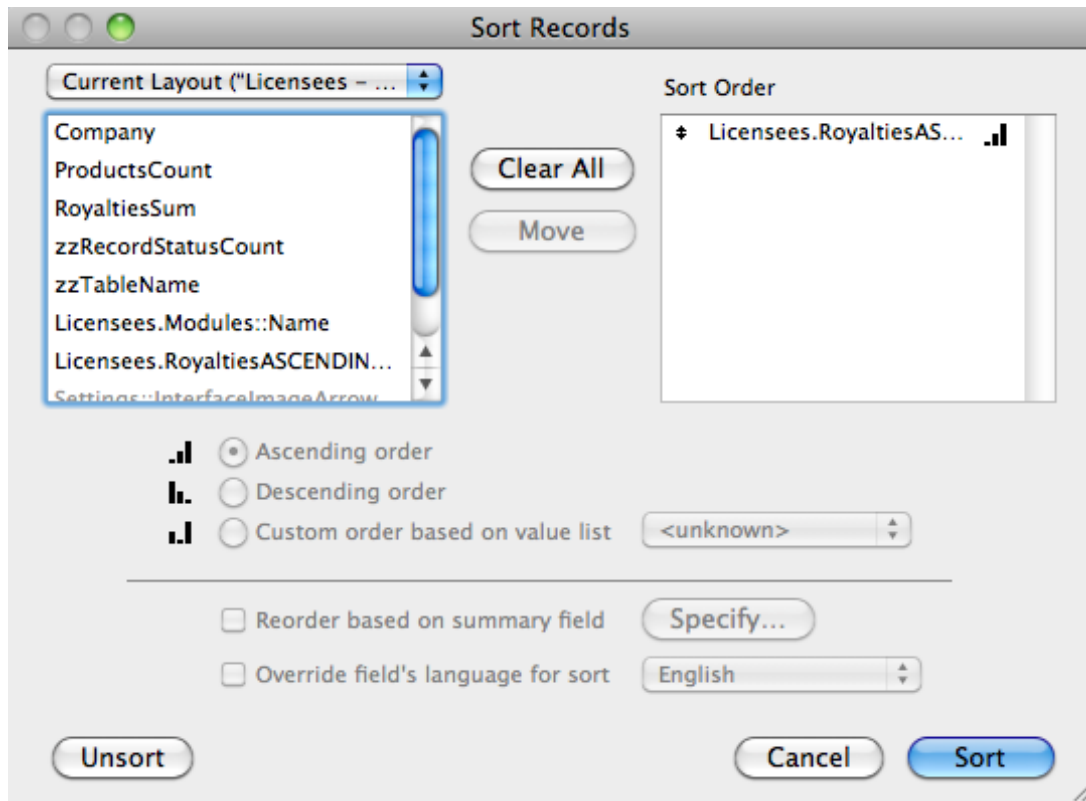 Sort Records
Current Layout ("Licensees – ...
Sort Order
Company
ProductsCount
RoyaltiesSum
zzRecordStatusCount
zzTableName
Licensees.Modules::Name
Licensees.RoyaltiesASCENDIN...
Settings::InterfaceImageArrow
Clear All
Move
Licensees.RoyaltiesAS...
Ascending order
Descending order
Custom order based on value list <unknown>
Reorder based on summary field Specify...
Override field's language for sort English
Unsort Cancel Sort